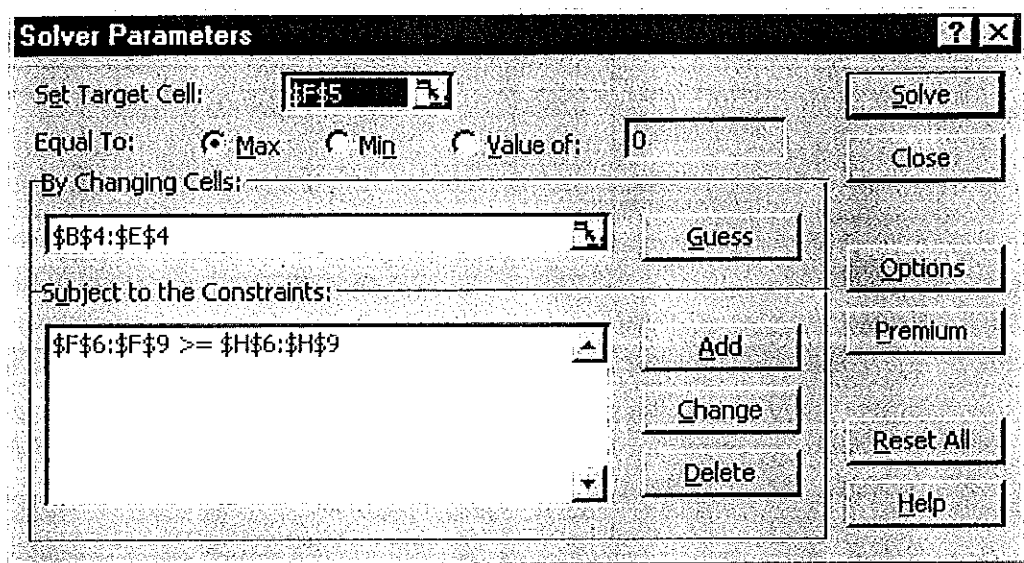 Solver Parameters
Set Target Cell: $F$5
Solve
Equal To: Max Min Value of: 0
Close
By Changing Cells:
$B$4:$E$4
Guess
Options
Subject to the Constraints:
$F$6:$F$9 >= $H$6:$H$9
Add
Premium
Change
Reset All
Delete
Help